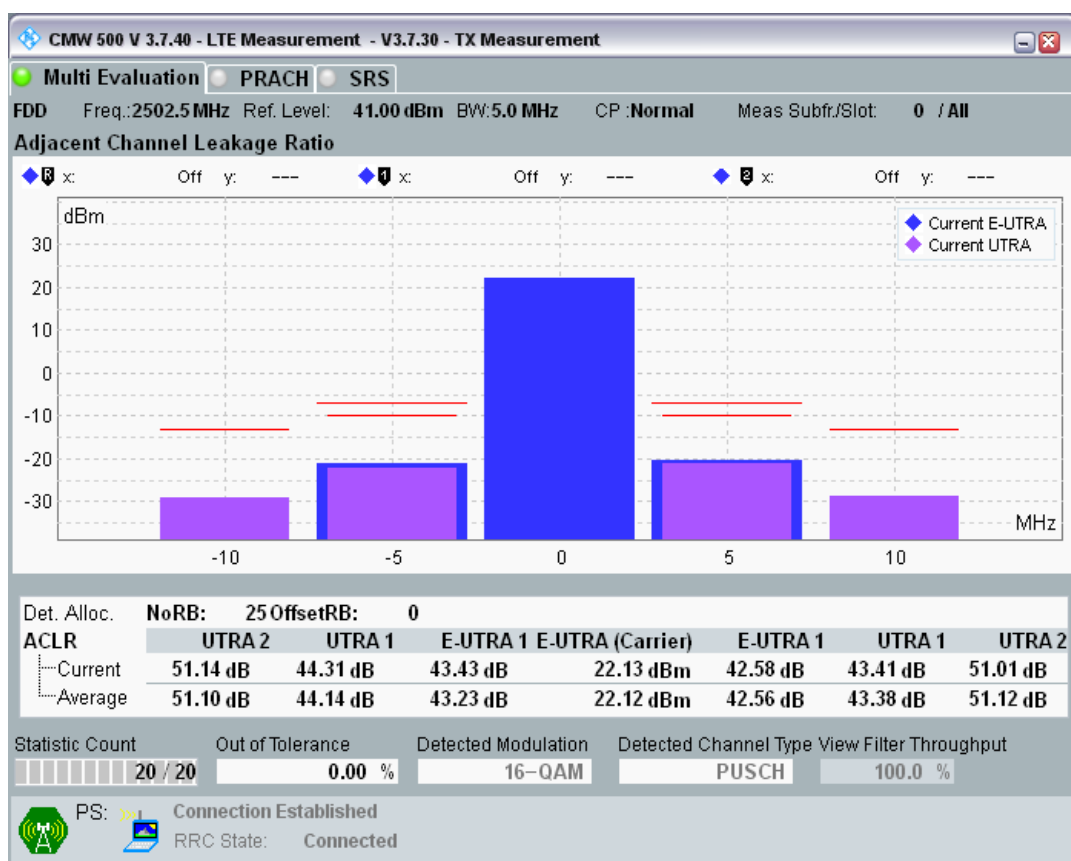 CMW 500 V 3.7.40 - LTE Measurement - V3.7.30 - TX Measurement
Multi Evaluation PRACH SRS
FDD Freq.:2502.5 MHz Ref. Level: 41.00 dBm BW:5.0 MHz CP :Normal Meas Subfr./Slot: 0 / All
Adjacent Channel Leakage Ratio
R x: Off y: --- 1 x: Off y: --- 2 x: Off y: ---
dBm
Current E-UTRA
Current UTRA
30
20
10
0
-10
-20
-30
MHz
-10 -5 0 5 10
Det. Alloc. NoRB: 25 OffsetRB: 0
ACLR UTRA 2 UTRA 1 E-UTRA 1 E-UTRA (Carrier) E-UTRA 1 UTRA 1 UTRA 2
Current 51.14 dB 44.31 dB 43.43 dB 22.13 dBm 42.58 dB 43.41 dB 51.01 dB
Average 51.10 dB 44.14 dB 43.23 dB 22.12 dBm 42.56 dB 43.38 dB 51.12 dB
Statistic Count Out of Tolerance Detected Modulation Detected Channel Type View Filter Throughput
20 / 20 0.00 % 16-QAM PUSCH 100.0 %
PS: Connection Established
RRC State: Connected